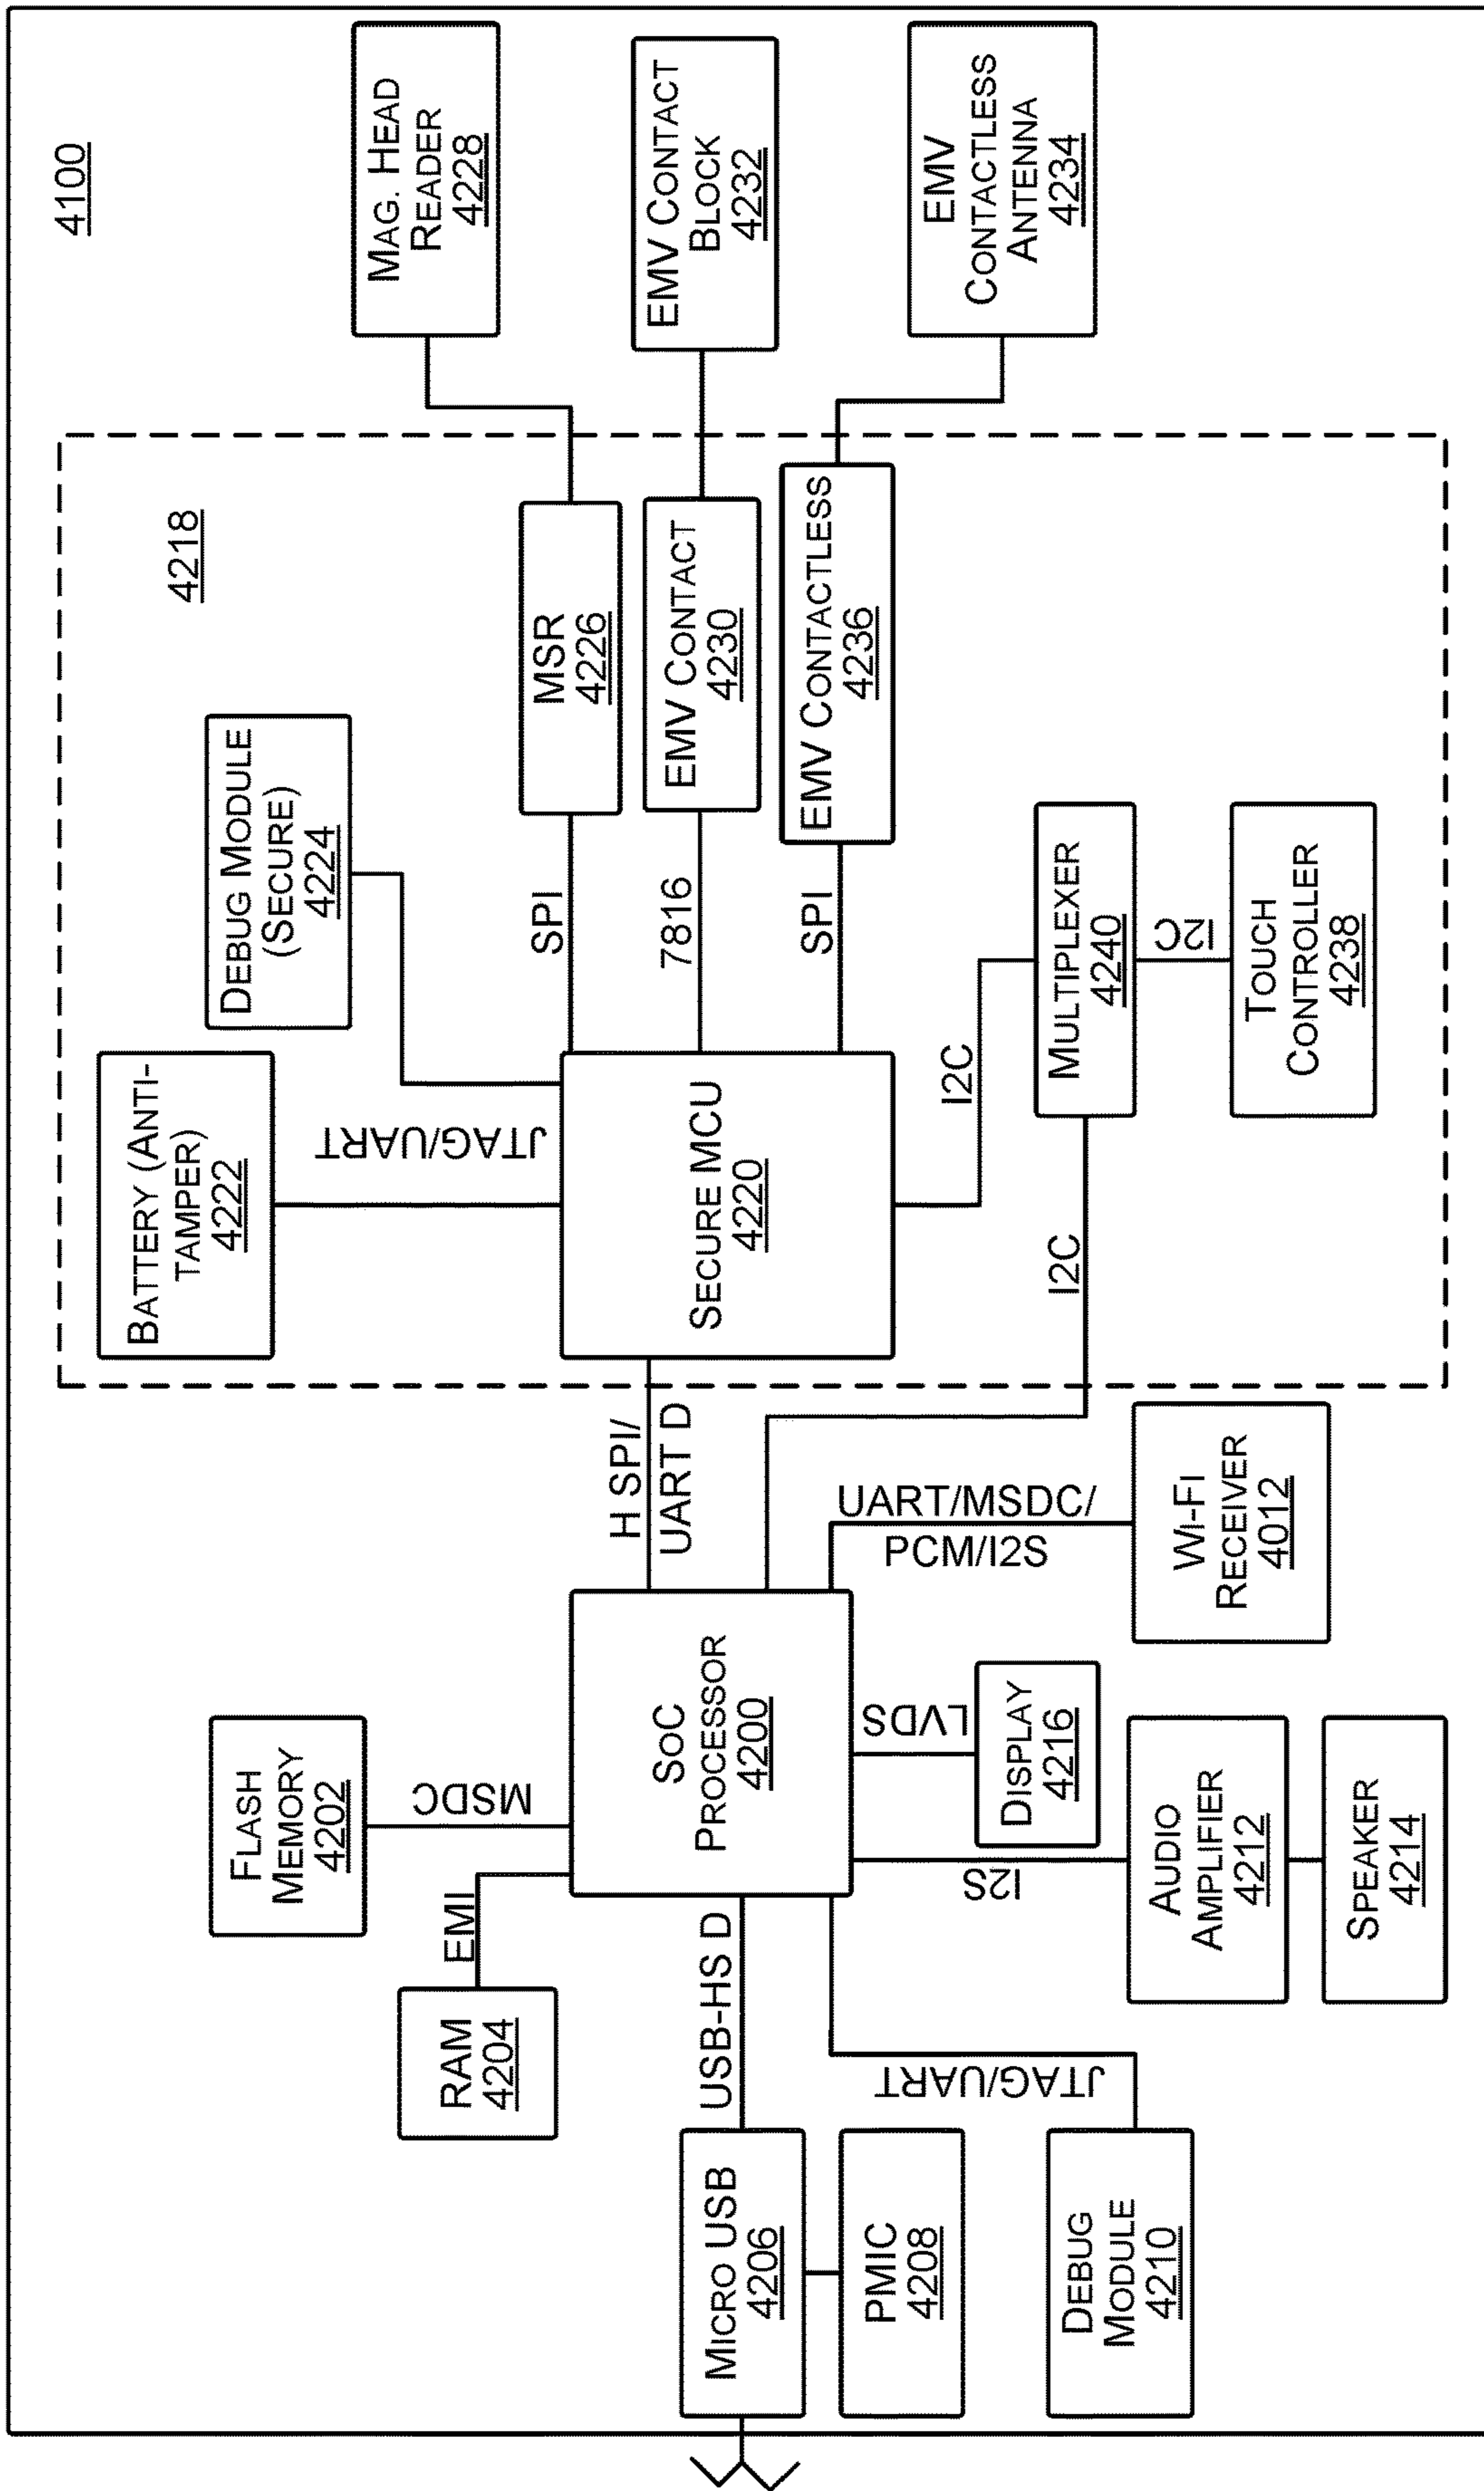 4100
4218
BATTERY (ANTI-
TAMPER)
4222
DEBUG MODULE
(SECURE)
4224
FLASH
MEMORY
4202
MAG. HEAD
READER
4228
JTAG/UART
RAM
4204
EMI
MSDC
SPI
MSR
4226
H SPI/
UART D
SECURE MCU
4220
7816
EMV CONTACT
4230
EMV CONTACT
BLOCK
4232
SOC
PROCESSOR
4200
USB-HS D
MICRO USB
4206
SPI
EMV CONTACTLESS
4236
EMV
CONTACTLESS
ANTENNA
4234
PMIC
4208
LVDS
UART/MSDC/
PCM/I2S
I2C
JTAG/UART
I2S
DISPLAY
4216
I2C
MULTIPLEXER
4240
DEBUG
MODULE
4210
I2C
AUDIO
AMPLIFIER
4212
WI-FI
RECEIVER
4012
TOUCH
CONTROLLER
4238
SPEAKER
4214